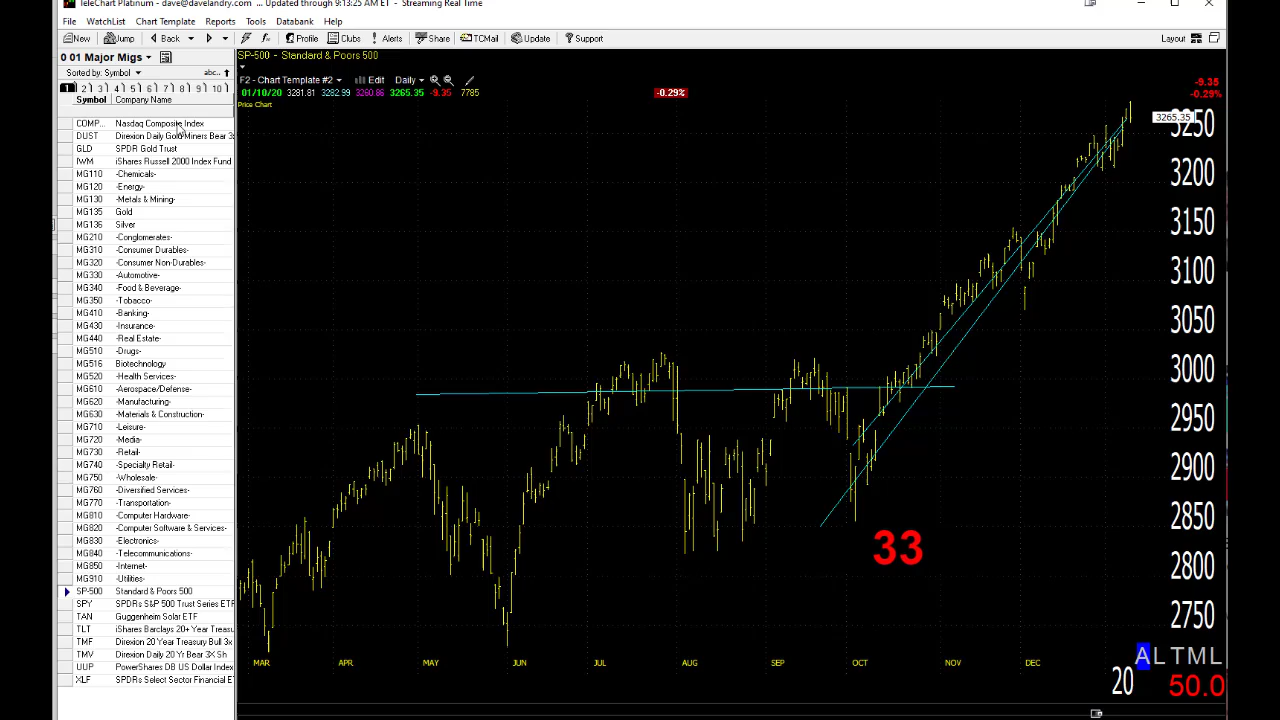 TeleChart Platinum - dave@davelandry.com ... Updated through 9:13:25 AM ET - Streaming Real Time
File WatchList Chart Template Reports Tools Databank Help
New Jump Back Profile Clubs Alerts Share TCMail Update Support Layout
0 01 Major Migs
SP-500 - Standard & Poors 500
Sorted by: Symbol abc..
F2 - Chart Template #2 Edit Daily
1 2 3 4 5 6 7 8 9 10
01/10/20 3281.81 3282.99 3260.86 3265.35 -9.35 7785
-0.29%
-9.35
-0.29%
Symbol Company Name
Price Chart
COMP... Nasdaq Composite Index
DUST Direxion Daily Gold Miners Bear 3x
GLD SPDR Gold Trust
IWM iShares Russell 2000 Index Fund
MG110 -Chemicals-
MG120 -Energy-
MG130 -Metals & Mining-
MG135 Gold
MG136 Silver
MG210 -Conglomerates-
MG310 -Consumer Durables-
MG320 -Consumer Non-Durables-
MG330 -Automotive-
MG340 -Food & Beverage-
MG350 -Tobacco-
MG410 -Banking-
MG430 -Insurance-
MG440 -Real Estate-
MG510 -Drugs-
MG516 Biotechnology
MG520 -Health Services-
MG610 -Aerospace/Defense-
MG620 -Manufacturing-
MG630 -Materials & Construction-
MG710 -Leisure-
MG720 -Media-
MG730 -Retail-
MG740 -Specialty Retail-
MG750 -Wholesale-
MG760 -Diversified Services-
MG770 -Transportation-
MG810 -Computer Hardware-
MG820 -Computer Software & Services-
MG830 -Electronics-
MG840 -Telecommunications-
MG850 -Internet-
MG910 -Utilities-
SP-500 Standard & Poors 500
SPY SPDRs S&P 500 Trust Series ETF
TAN Guggenheim Solar ETF
TLT iShares Barclays 20+ Year Treasu
TMF Direxion 20 Year Treasury Bull 3x
TMV Direxion Daily 20 Yr Bear 3X Sh
UUP PowerShares DB US Dollar Index
XLF SPDRs Select Sector Financial ET
3265.35
3250
3200
3150
3100
3050
3000
2950
2900
2850
2800
2750
33
MAR APR MAY JUN JUL AUG SEP OCT NOV DEC
20
ALTML
50.0